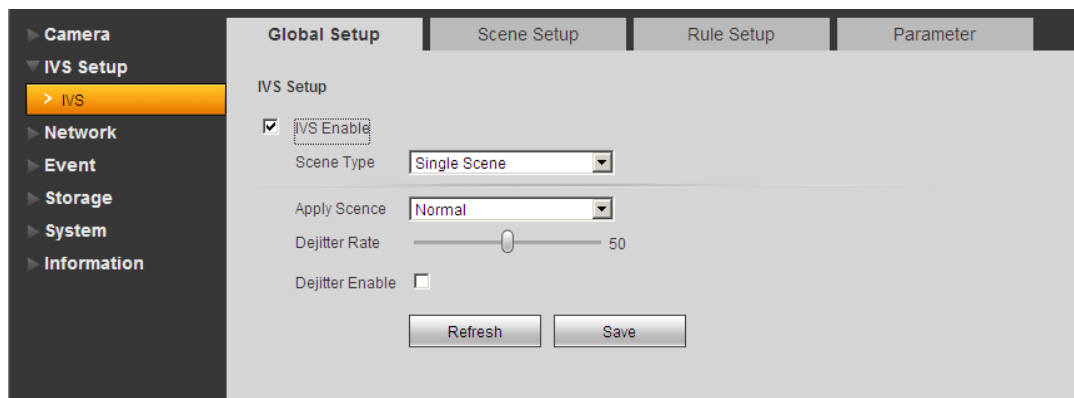 Camera
IVS Setup
> IVS
Network
Event
Storage
System
Information
Global Setup
Scene Setup
Rule Setup
Parameter
IVS Setup
IVS Enable
Scene Type Single Scene
Apply Scence Normal
Dejitter Rate 50
Dejitter Enable
Refresh Save